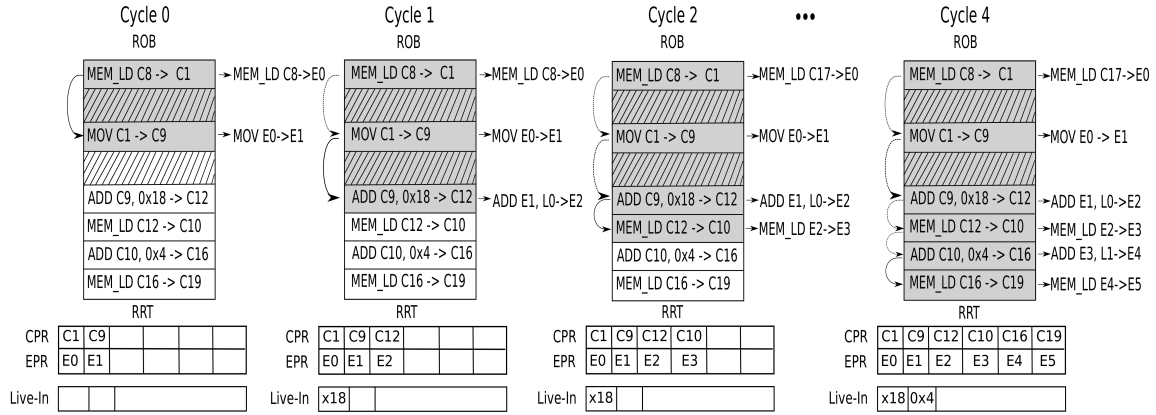 Cycle 0
ROB
MEM_LD C8 -> C1
MEM_LD C8->E0
MOV C1 -> C9
MOV E0->E1
ADD C9, 0x18 -> C12
MEM_LD C12 -> C10
ADD C10, 0x4 -> C16
MEM_LD C16 -> C19
RRT
CPR C1 C9
EPR E0 E1
Live-In
Cycle 1
ROB
MEM_LD C8 -> C1
MEM_LD C8->E0
MOV C1 -> C9
MOV E0->E1
ADD C9, 0x18 -> C12
ADD E1, L0->E2
MEM_LD C12 -> C10
ADD C10, 0x4 -> C16
MEM_LD C16 -> C19
RRT
CPR C1 C9 C12
EPR E0 E1 E2
Live-In x18
Cycle 2
ROB
MEM_LD C8 -> C1
MEM_LD C17->E0
MOV C1 -> C9
MOV E0->E1
ADD C9, 0x18 -> C12
ADD E1, L0->E2
MEM_LD C12 -> C10
MEM_LD E2->E3
ADD C10, 0x4 -> C16
MEM_LD C16 -> C19
RRT
CPR C1 C9 C12 C10
EPR E0 E1 E2 E3
Live-In x18
•••
Cycle 4
ROB
MEM_LD C8 -> C1
MEM_LD C17->E0
MOV C1 -> C9
MOV E0 -> E1
ADD C9, 0x18 -> C12
ADD E1, L0->E2
MEM_LD C12 -> C10
MEM_LD E2->E3
ADD C10, 0x4 -> C16
ADD E3, L1->E4
MEM_LD C16 -> C19
MEM_LD E4->E5
RRT
CPR C1 C9 C12 C10 C16 C19
EPR E0 E1 E2 E3 E4 E5
Live-In x18 0x4